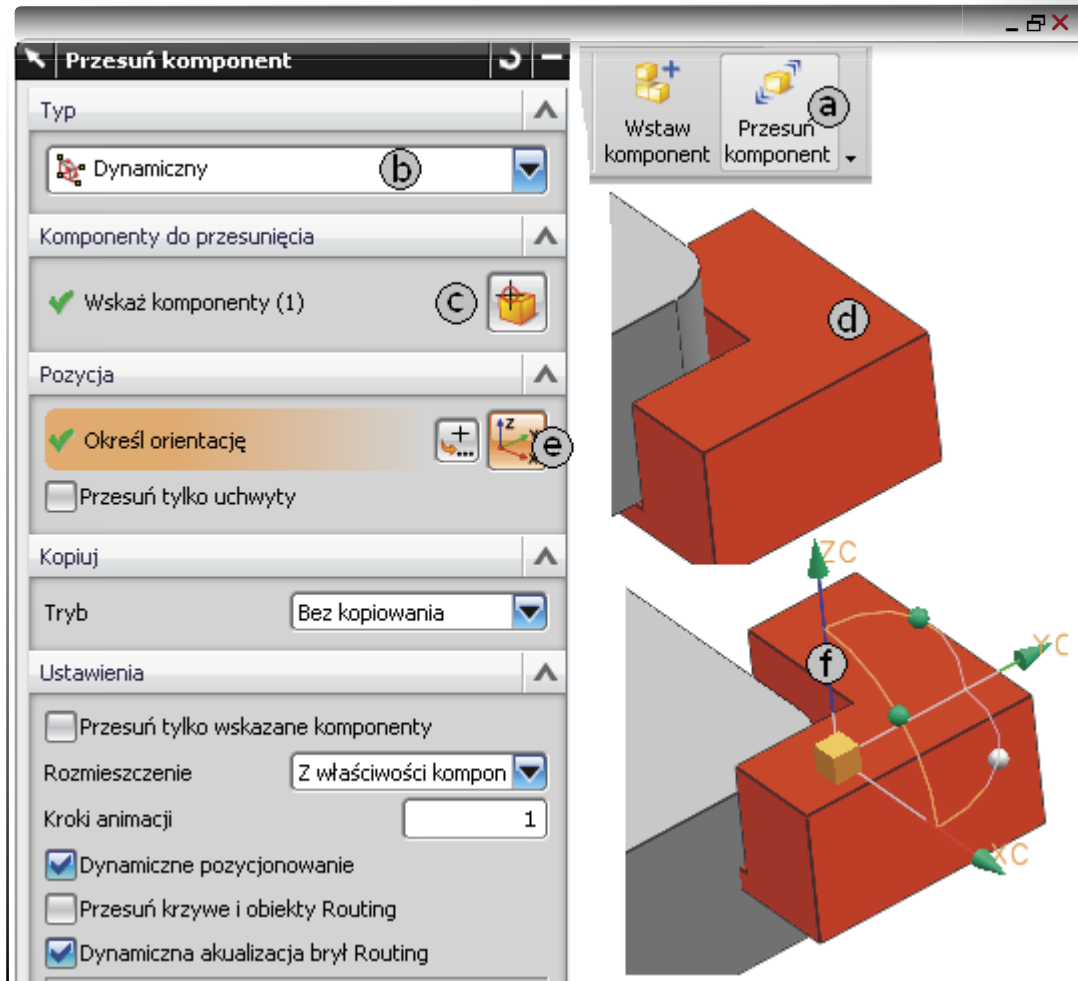 Przesuń komponent
Typ
Dynamiczny
b
Komponenty do przesunięcia
Wskaż komponenty (1)
c
Pozycja
Określ orientację
Z
e
Przesuń tylko uchwyty
Kopiuj
Tryb
Bez kopiowania
Ustawienia
Przesuń tylko wskazane komponenty
Rozmieszczenie
Z właściwości kompon
Kroki animacji
1
Dynamiczne pozycjonowanie
Przesuń krzywe i obiekty Routing
Dynamiczna akualizacja brył Routing
Wstaw
komponent
Przesuń
komponent
a
d
ZC
f
XC